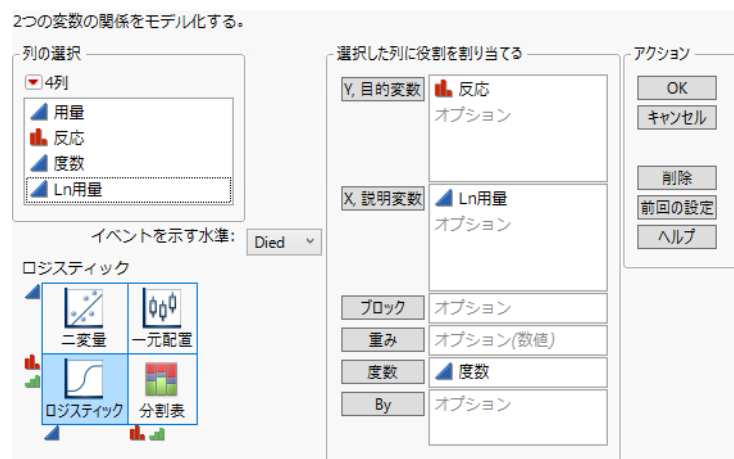 2つの変数の関係をモデル化する。
列の選択
4列
用量
反応
度数
Ln用量
イベントを示す水準: Died
ロジスティック
二変量
一元配置
ロジスティック
分割表
選択した列に役割を割り当てる
Y, 目的変数
反応
オプション
X, 説明変数
Ln用量
オプション
ブロック
オプション
重み
オプション(数値)
度数
度数
By
オプション
アクション
OK
キャンセル
削除
前回の設定
ヘルプ